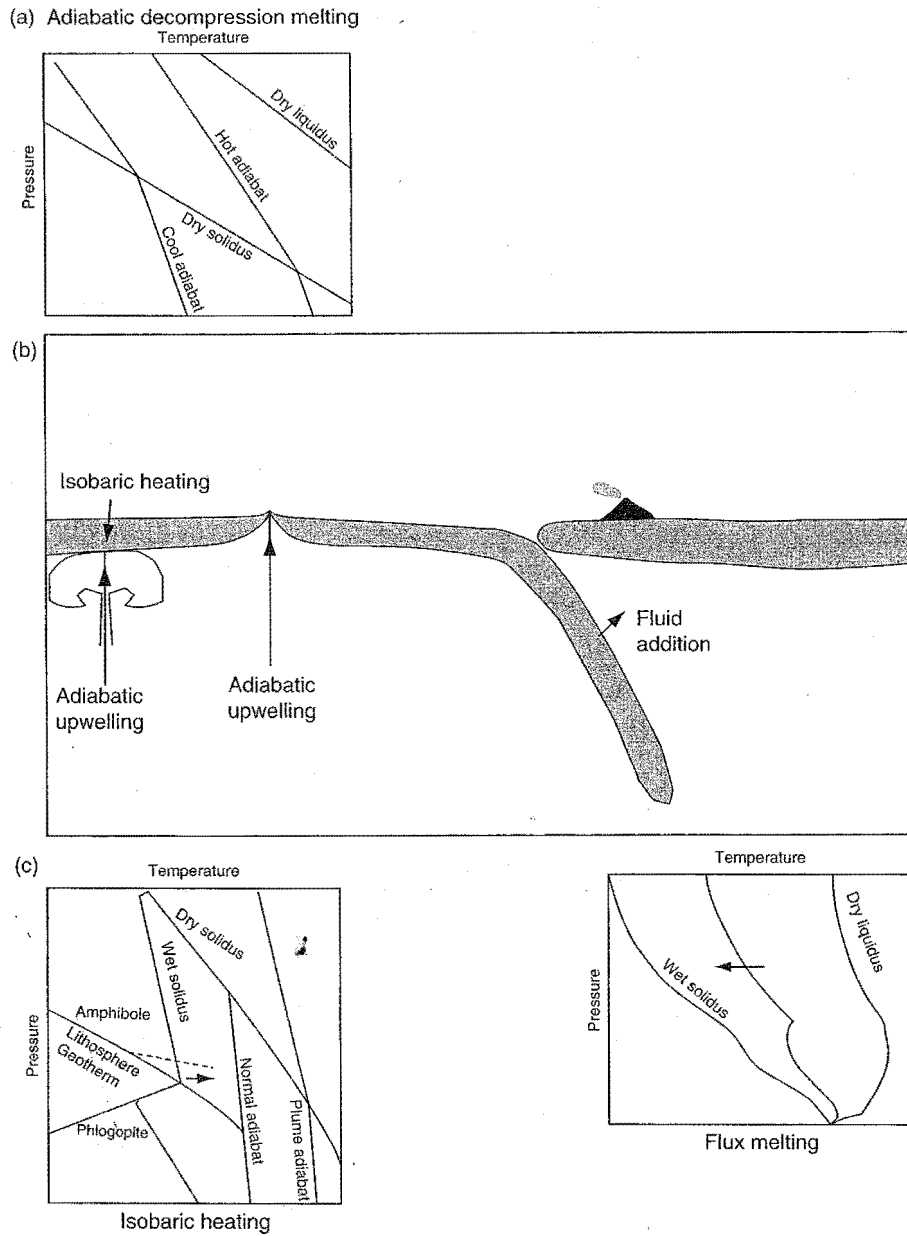 (a) Adiabatic decompression melting
Temperature
Pressure
Dry liquidus
Hot adiabat
Dry solidus
Cool adiabat
(b)
Isobaric heating
Adiabatic
upwelling
Adiabatic
upwelling
Fluid
addition
(c)
Temperature
Pressure
Dry solidus
Wet solidus
Amphibole
Lithosphere
Geotherm
Phlogopite
Normal adiabat
Plume adiabat
Isobaric heating
Temperature
Pressure
Dry liquidus
Wet solidus
Flux melting